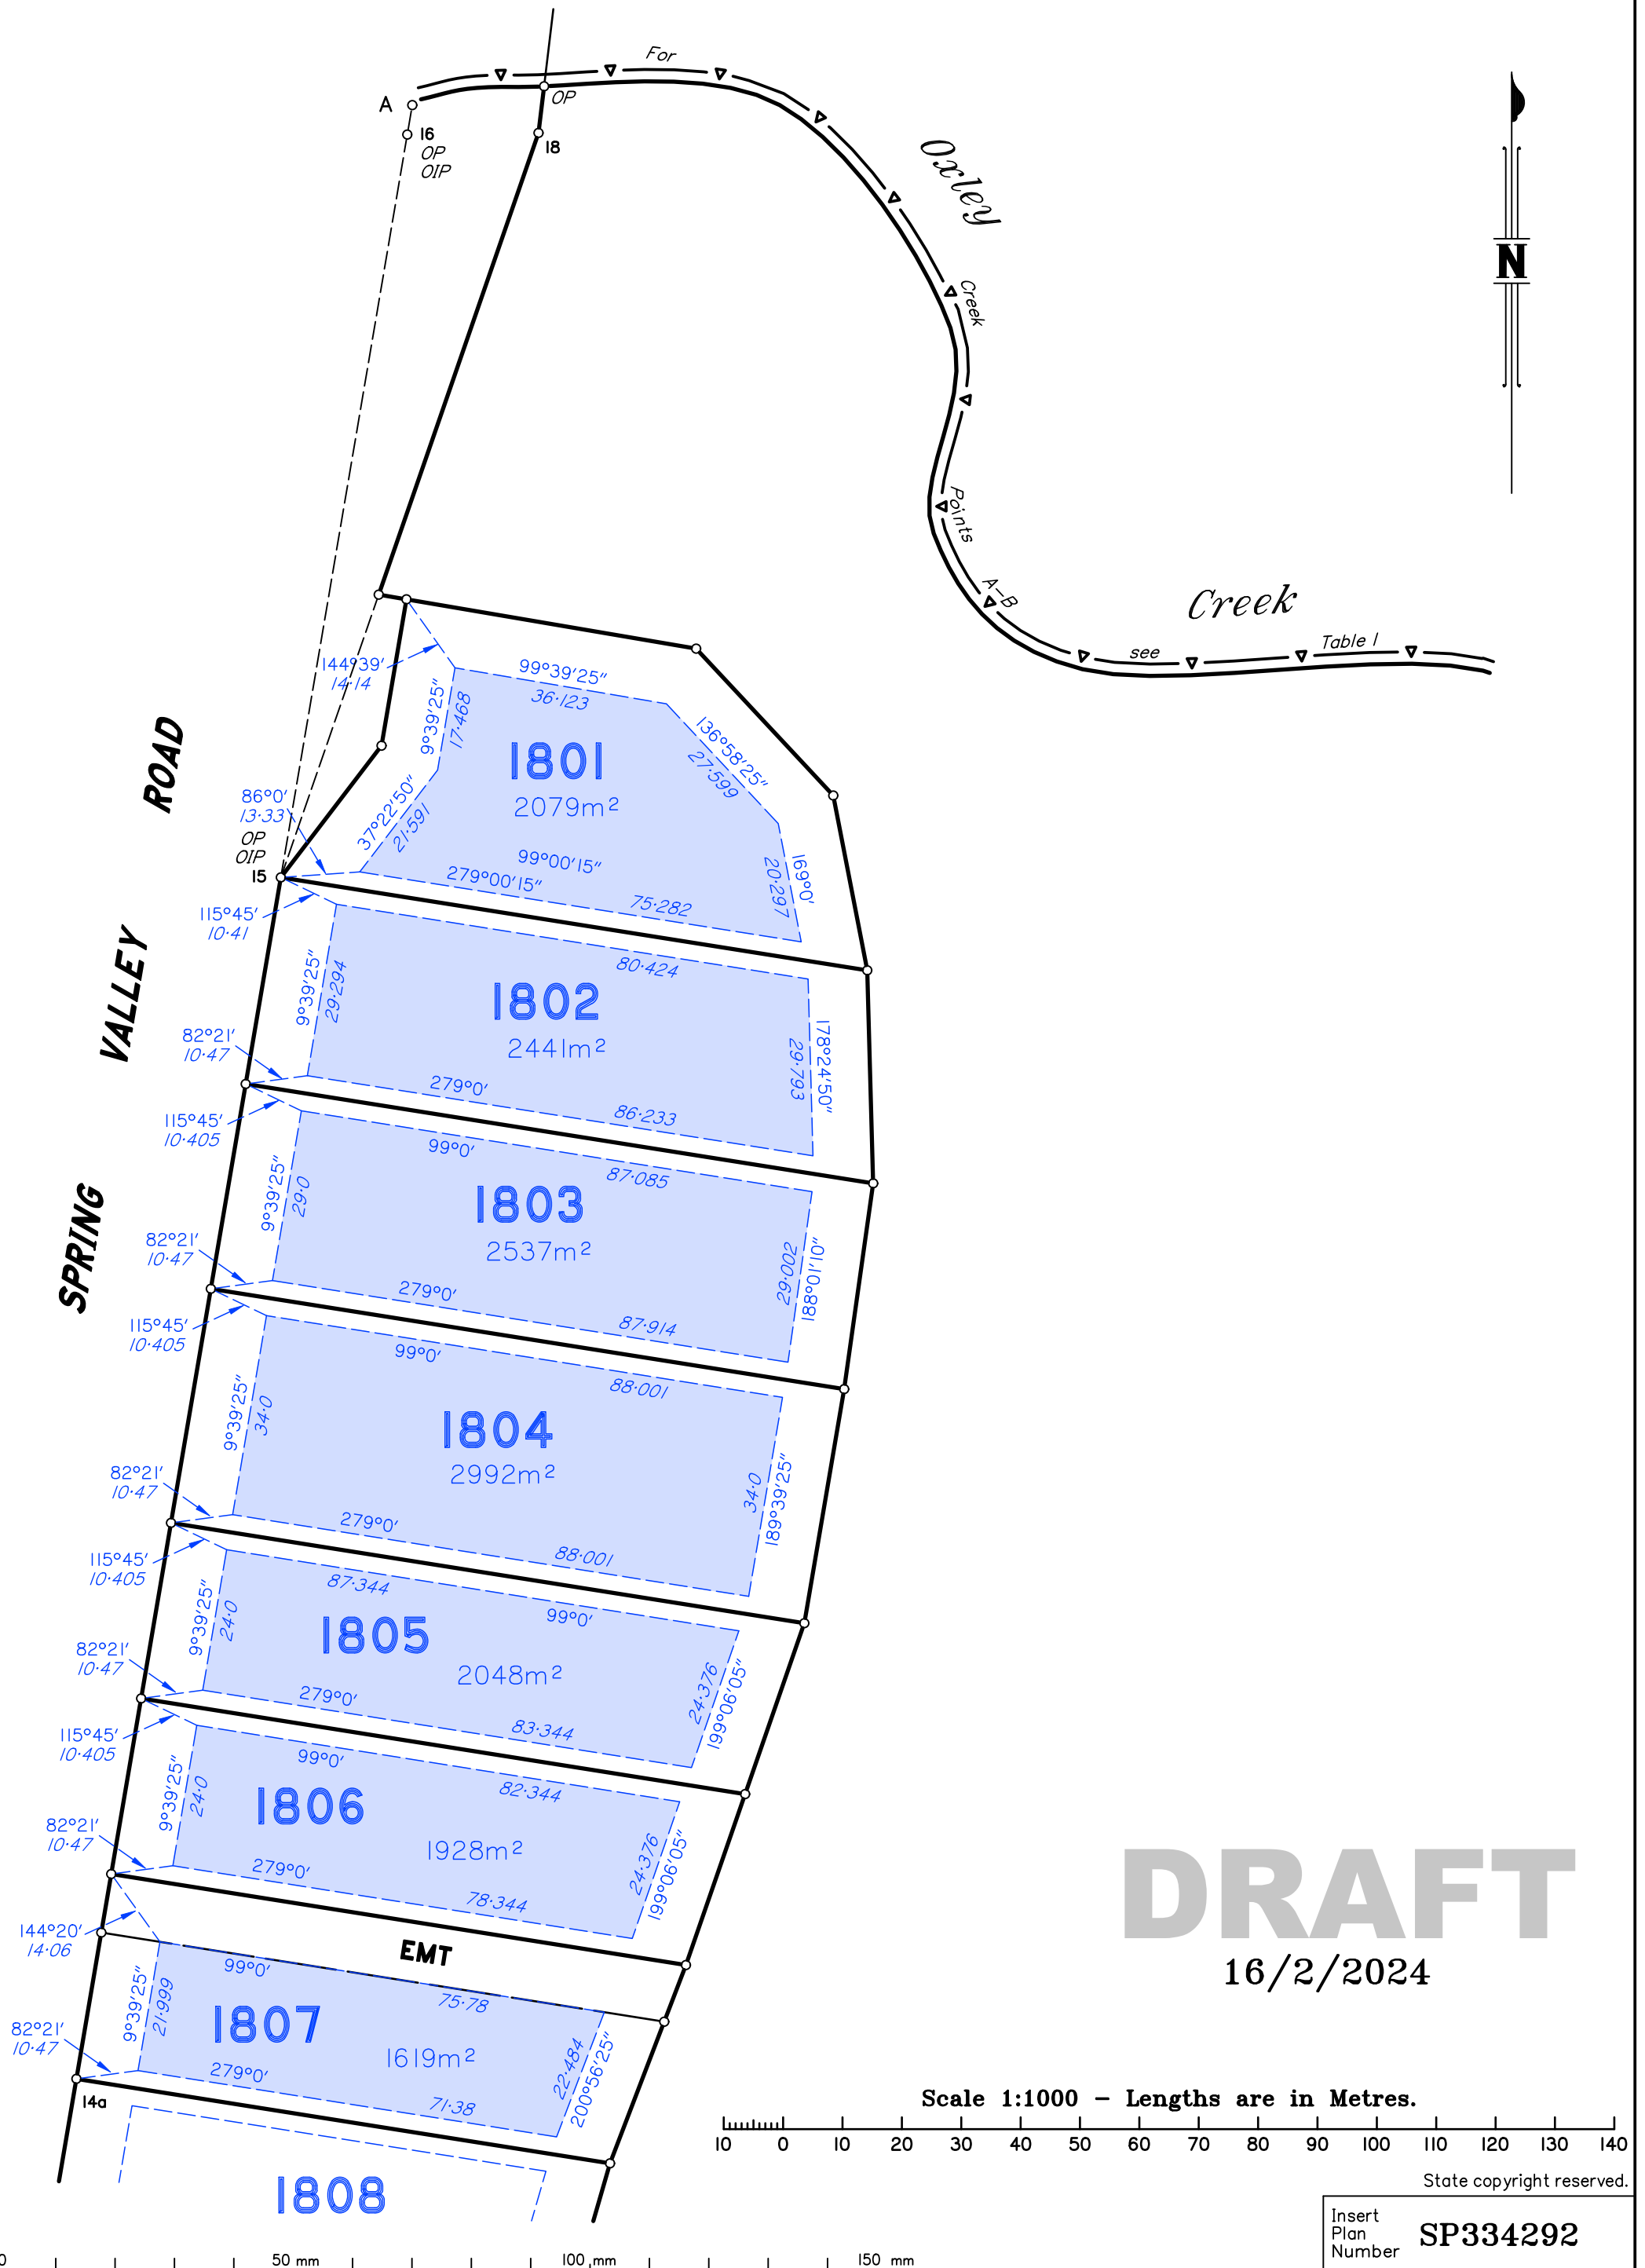 For
A
OP
16
OP
OIP
18
Oxley
N
Creek
Points
A-B
Creek
see
Table 1
144°39'
14·14
99°39'25"
36·123
9°39'25"
17·468
136°58'25"
27·599
1801
2079m²
ROAD
86°0'
13·33
37°22'50"
21·591
OP
OIP
15
99°00'15"
279°00'15"
75·282
169°0'
20·297
115°45'
10·41
VALLEY
9°39'25"
29·294
80·424
1802
2441m²
178°24'50"
29·793
82°21'
10·47
279°0'
86·233
115°45'
10·405
99°0'
87·085
SPRING
9°39'25"
29·0
1803
2537m²
29·002
188°01'10"
82°21'
10·47
279°0'
87·914
115°45'
10·405
99°0'
88·001
9°39'25"
34·0
1804
2992m²
34·0
189°39'25"
82°21'
10·47
279°0'
88·001
115°45'
10·405
87·344
99°0'
9°39'25"
24·0
1805
2048m²
24·376
199°06'05"
82°21'
10·47
279°0'
83·344
115°45'
10·405
99°0'
82·344
9°39'25"
24·0
1806
1928m²
24·376
199°06'05"
82°21'
10·47
279°0'
78·344
DRAFT
16/2/2024
144°20'
14·06
EMT
99°0'
75·78
9°39'25"
21·999
1807
1619m²
22·484
200°56'25"
82°21'
10·47
279°0'
71·38
14a
1808
Scale 1:1000 - Lengths are in Metres.
10 0 10 20 30 40 50 60 70 80 90 100 110 120 130 140
State copyright reserved.
Insert
Plan
Number
SP334292
0 50 mm 100 mm 150 mm